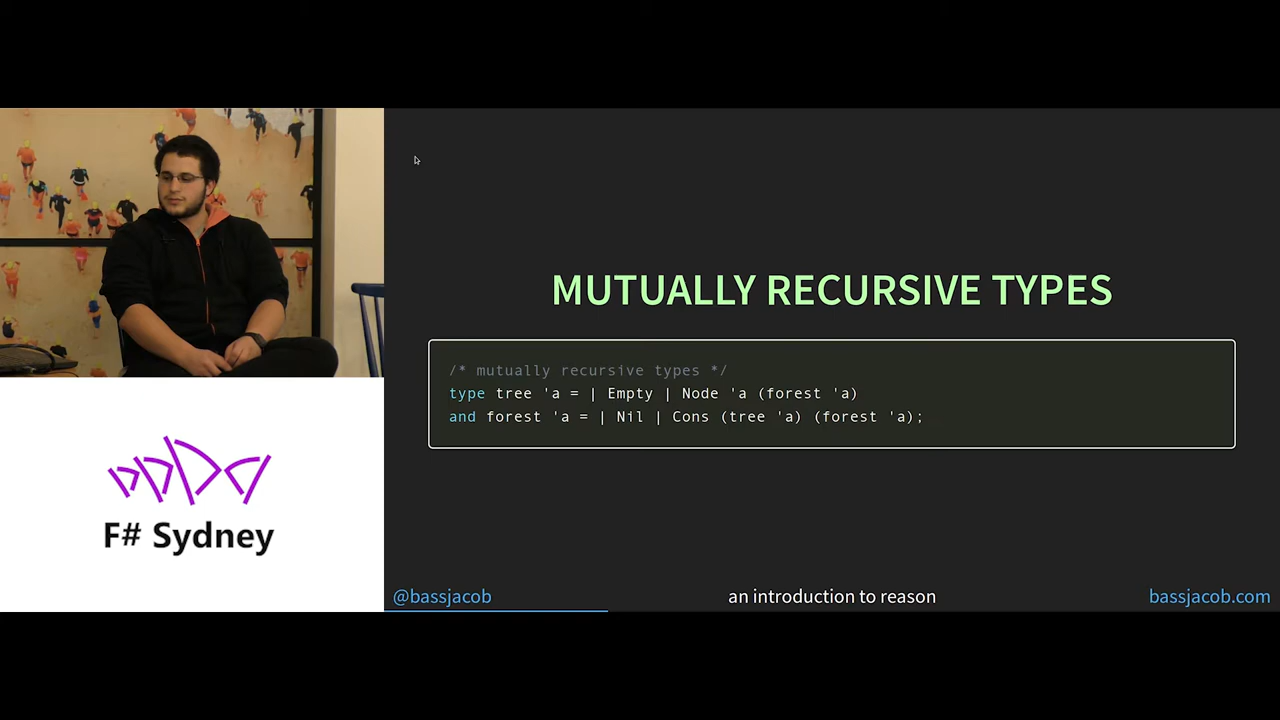 MUTUALLY RECURSIVE TYPES
/* mutually recursive types */
type tree 'a = | Empty | Node 'a (forest 'a)
and forest 'a = | Nil | Cons (tree 'a) (forest 'a);
F# Sydney
@bassjacob
an introduction to reason
bassjacob.com